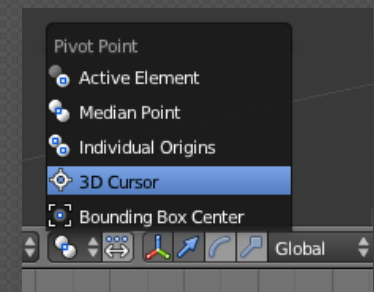 Pivot Point
Active Element
Median Point
Individual Origins
3D Cursor
Bounding Box Center
Global